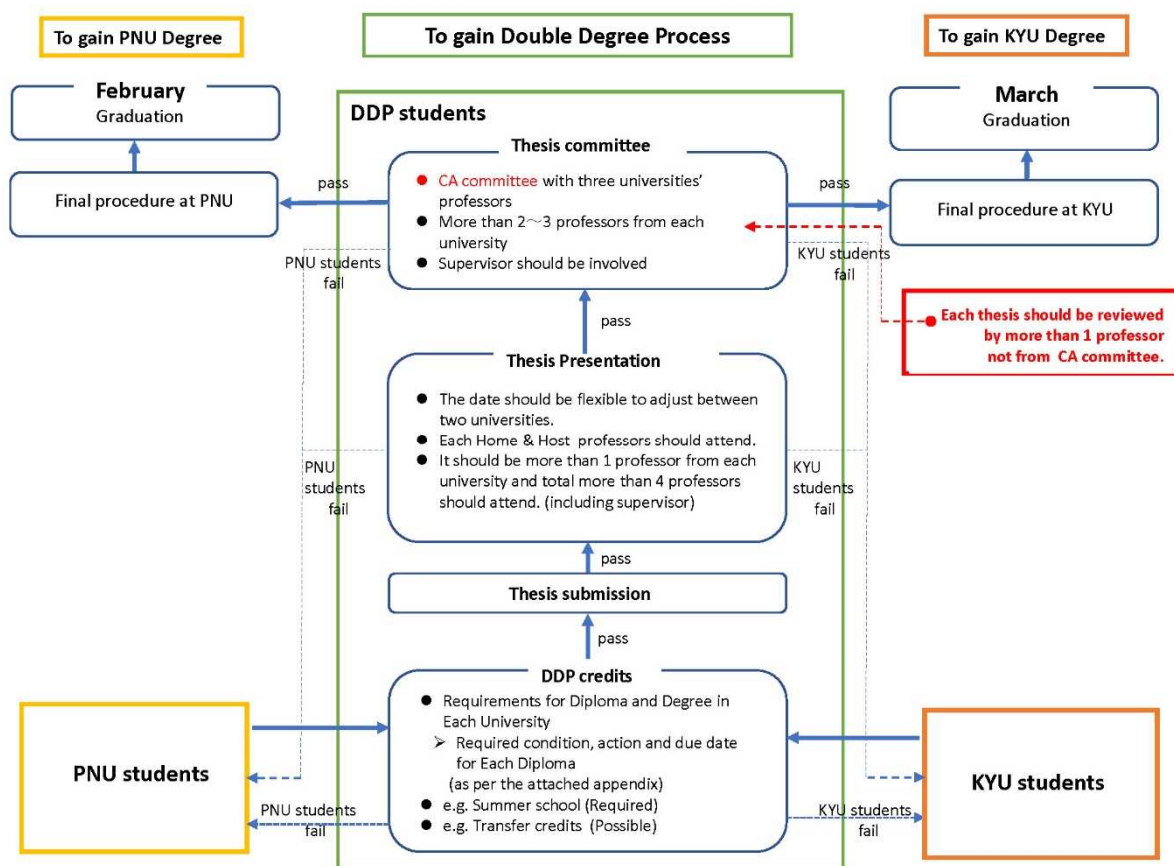 To gain PNU Degree
To gain Double Degree Process
To gain KYU Degree
February
Graduation
March
Graduation
DDP students
Thesis committee
● CA committee with three universities'
professors
● More than 2～3 professors from each
university
● Supervisor should be involved
pass
pass
Final procedure at PNU
Final procedure at KYU
PNU students
fail
KYU students
fail
Each thesis should be reviewed
by more than 1 professor
not from CA committee.
pass
Thesis Presentation
● The date should be flexible to adjust between
two universities.
● Each Home & Host professors should attend.
● It should be more than 1 professor from each
university and total more than 4 professors
should attend. (including supervisor)
PNU
students
fail
KYU
students
fail
pass
Thesis submission
pass
DDP credits
● Requirements for Diploma and Degree in
Each University
➢ Required condition, action and due date
for Each Diploma
(as per the attached appendix)
● e.g. Summer school (Required)
● e.g. Transfer credits (Possible)
PNU students
KYU students
PNU students
fail
KYU students
fail